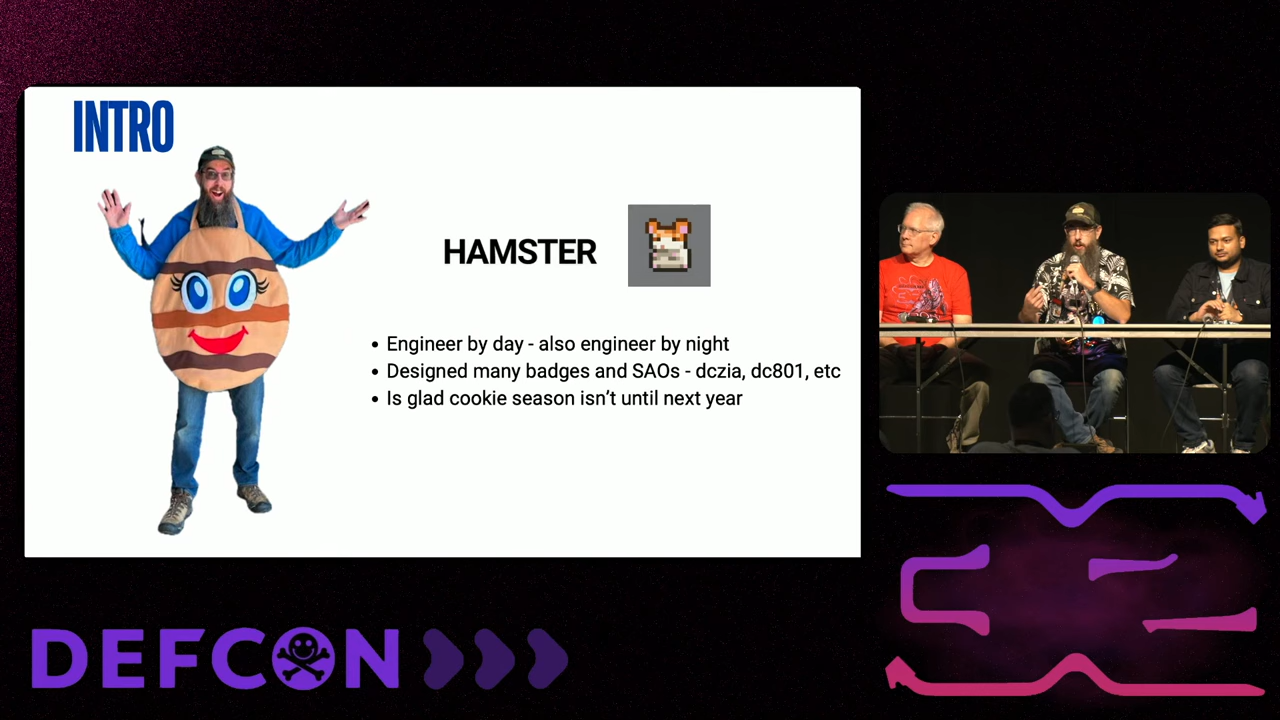 INTRO
HAMSTER
• Engineer by day - also engineer by night
• Designed many badges and SAOs - dczia, dc801, etc
• Is glad cookie season isn't until next year
DEFCON